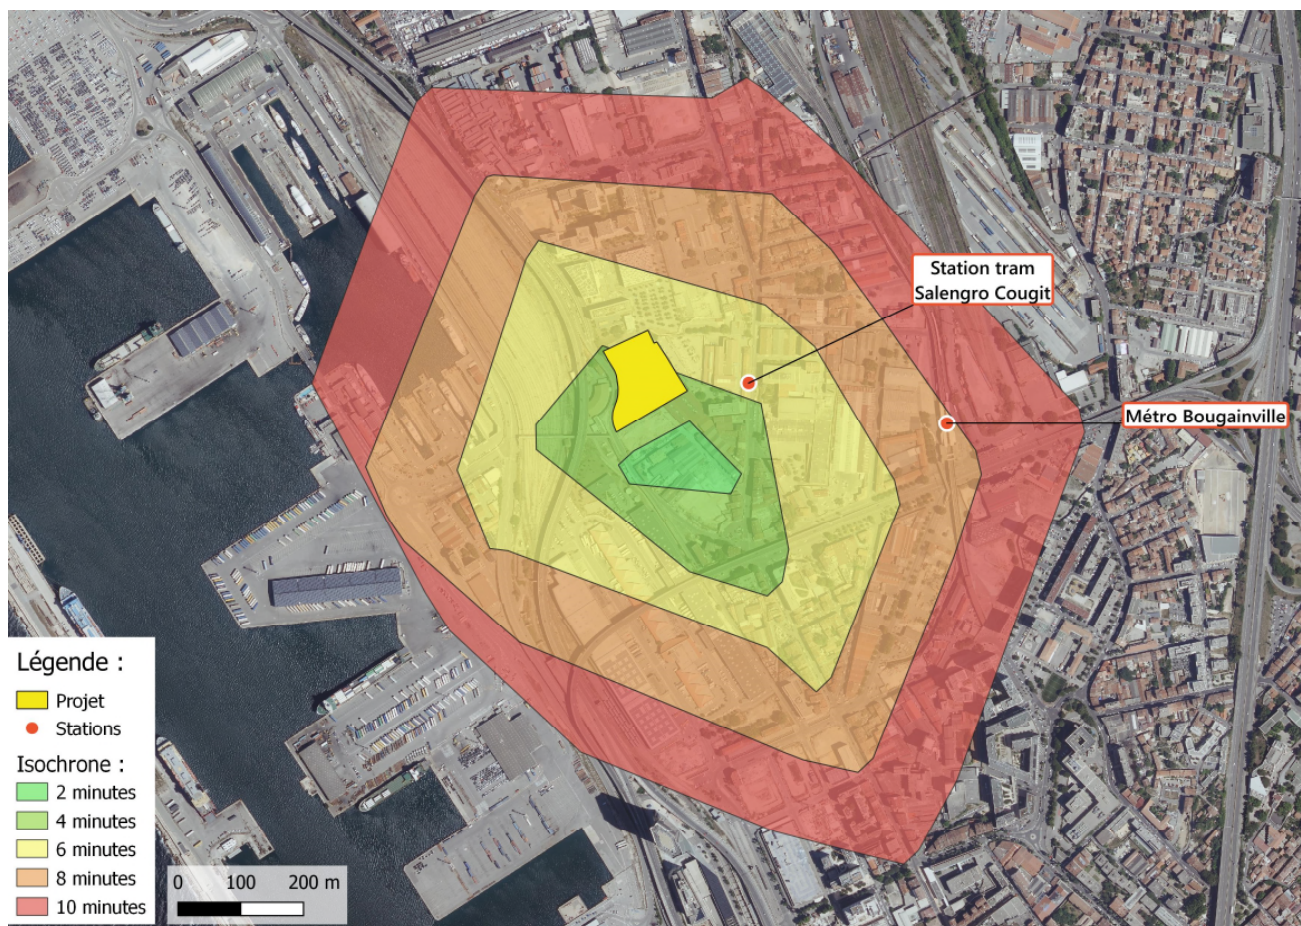 Station tram
Salengro Cougit
Métro Bougainville
Légende :
Projet
Stations
Isochrone :
2 minutes
4 minutes
6 minutes
8 minutes
10 minutes
0 100 200 m